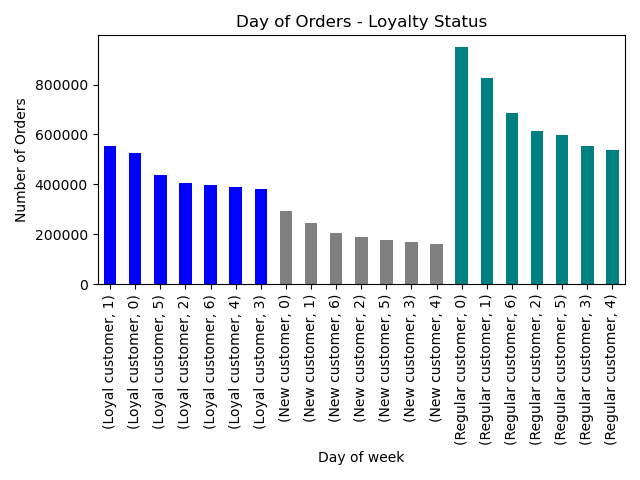 Day of Orders - Loyalty Status
Number of Orders
800000
600000
400000
200000
0
(Loyal customer, 1)
(Loyal customer, 0)
(Loyal customer, 5)
(Loyal customer, 2)
(Loyal customer, 6)
(Loyal customer, 4)
(Loyal customer, 3)
(New customer, 0)
(New customer, 1)
(New customer, 6)
(New customer, 2)
(New customer, 5)
(New customer, 3)
(New customer, 4)
(Regular customer, 0)
(Regular customer, 1)
(Regular customer, 6)
(Regular customer, 2)
(Regular customer, 5)
(Regular customer, 3)
(Regular customer, 4)
Day of week